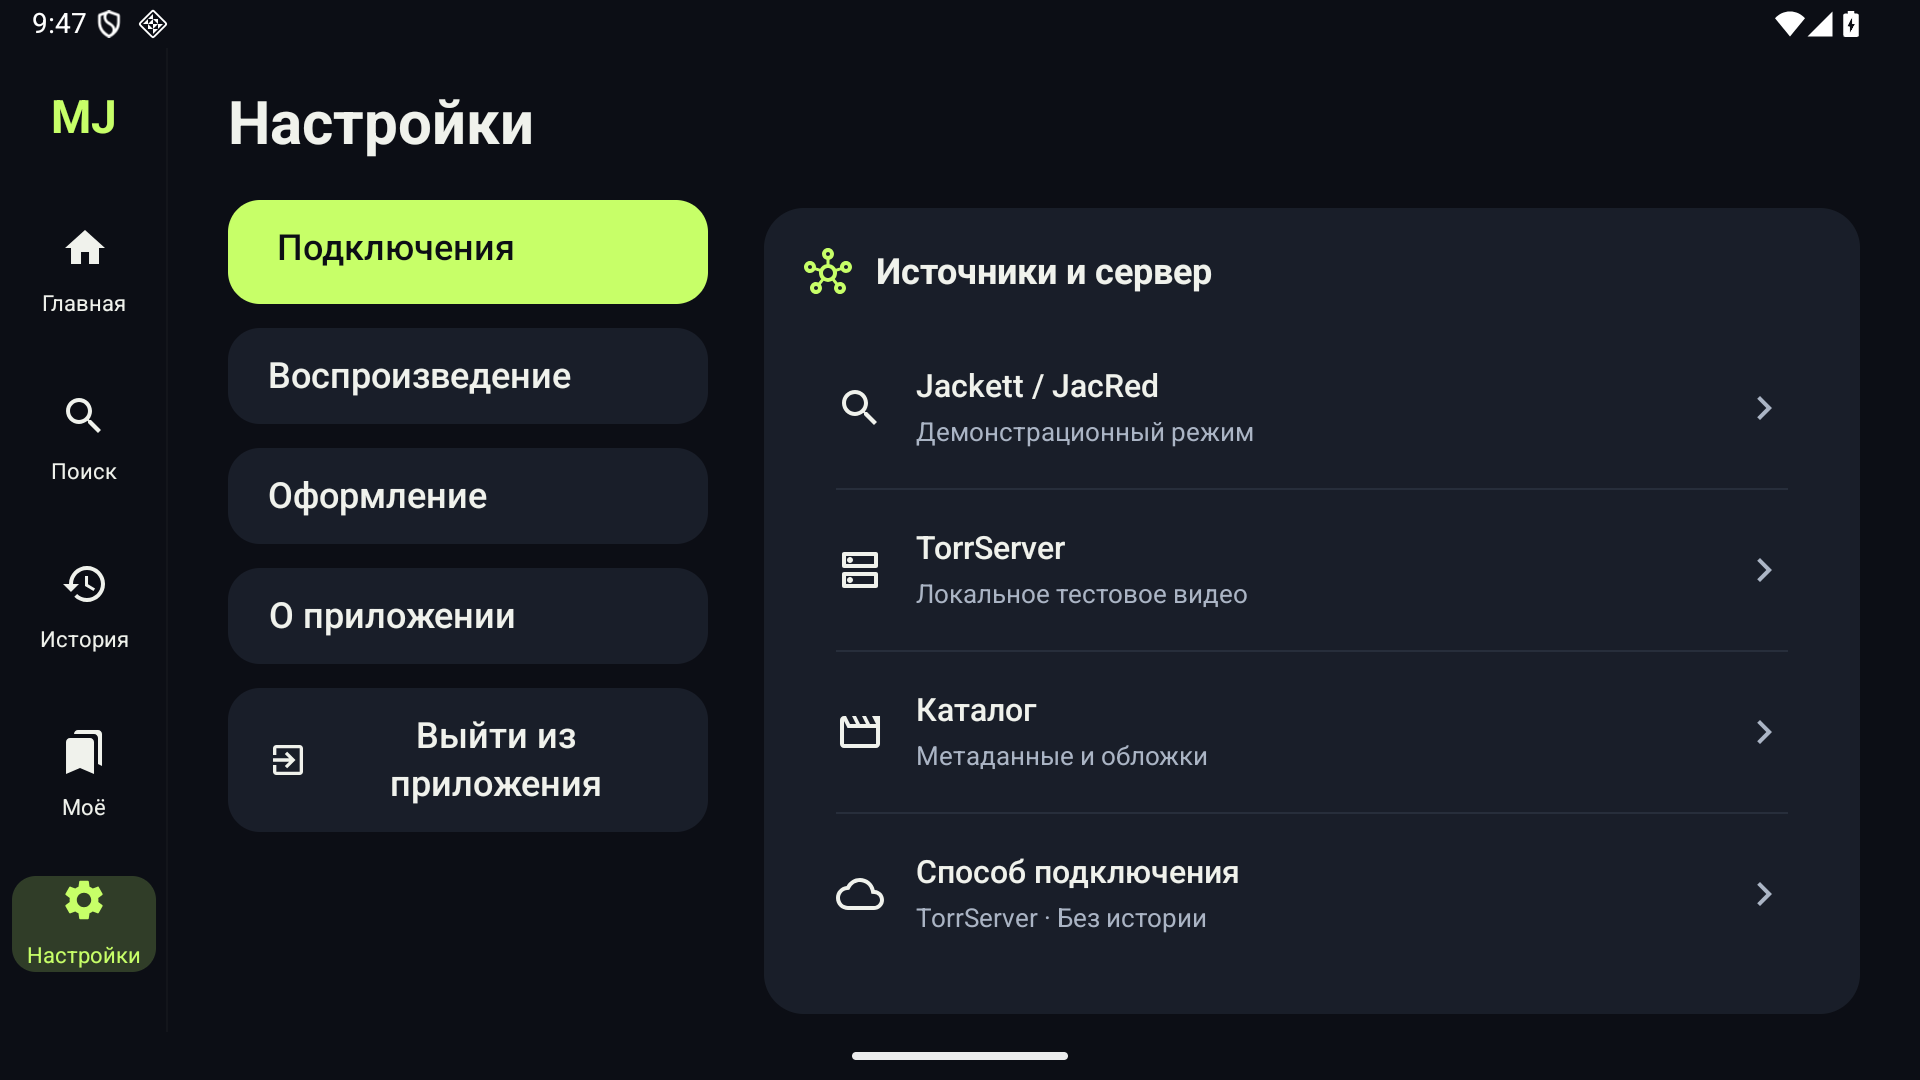 9:47
MJ
Главная
Поиск
История
Моё
Настройки
Настройки
Подключения
Воспроизведение
Оформление
О приложении
Выйти из
приложения
Источники и сервер
Jackett / JacRed
Демонстрационный режим
TorrServer
Локальное тестовое видео
Каталог
Метаданные и обложки
Способ подключения
TorrServer · Без истории